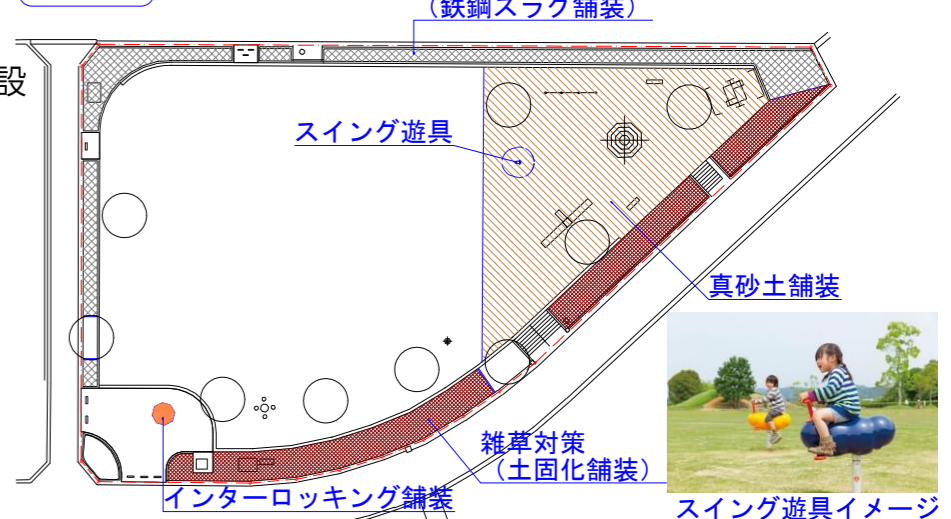 （鉄鋼スラグ舗装）
設
スイング遊具
真砂土舗装
雑草対策
（土固化舗装）
インターロッキング舗装
スイング遊具イメージ